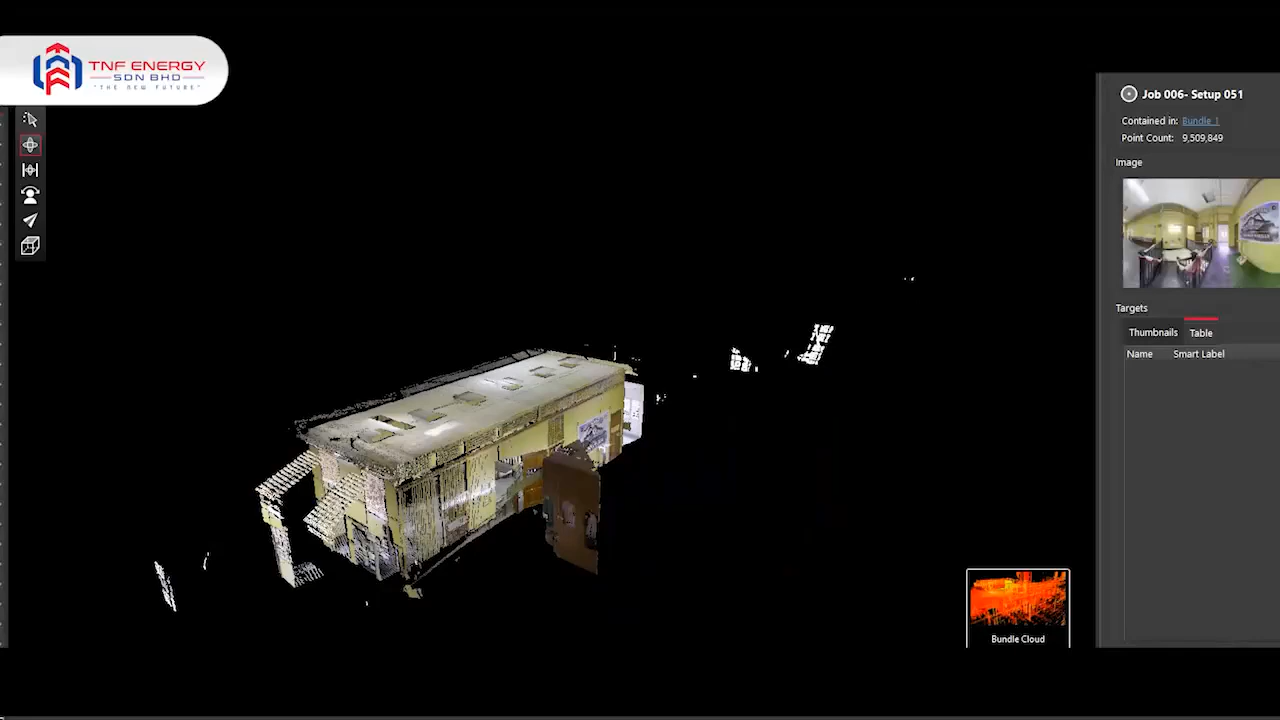 TNF ENERGY
SDN BHD
"THE NEW FUTURE"
Job 006- Setup 051
Contained in: Bundle 1
Point Count: 9,509,849
Image
Targets
Thumbnails Table
Name Smart Label
Bundle Cloud